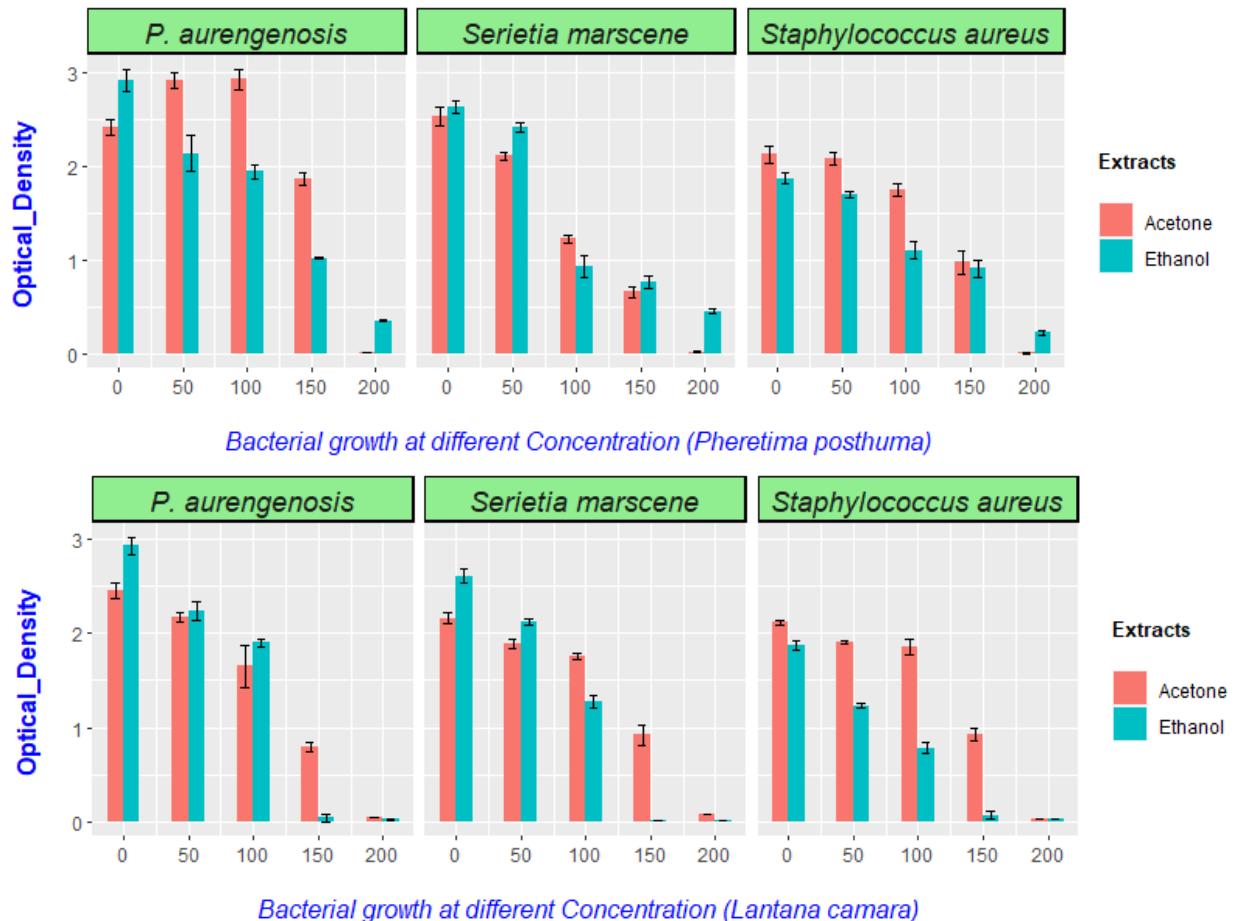 P. aurengenosis
Serietia marscene
Staphylococcus aureus
Optical_Density
3
2
1
0
0 50 100 150 200
0 50 100 150 200
0 50 100 150 200
Bacterial growth at different Concentration (Pheretima posthuma)
Extracts
Acetone
Ethanol
P. aurengenosis
Serietia marscene
Staphylococcus aureus
Optical_Density
3
2
1
0
0 50 100 150 200
0 50 100 150 200
0 50 100 150 200
Bacterial growth at different Concentration (Lantana camara)
Extracts
Acetone
Ethanol